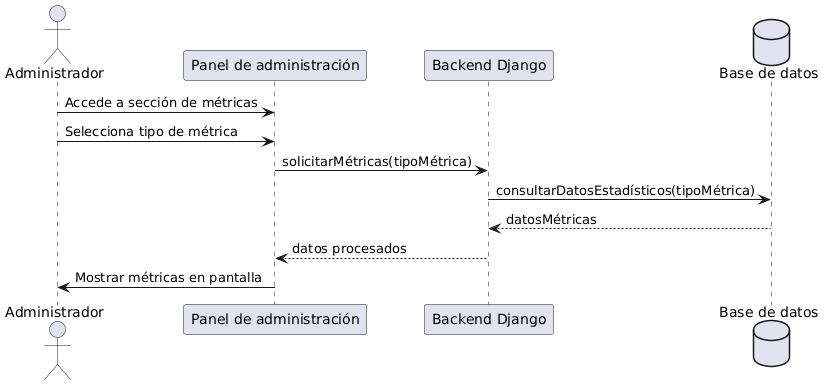 Administrador
Panel de administración
Backend Django
Base de datos
Accede a sección de métricas
Selecciona tipo de métrica
solicitarMétricas(tipoMétrica)
consultarDatosEstadísticos(tipoMétrica)
datosMétricas
datos procesados
Mostrar métricas en pantalla
Administrador
Panel de administración
Backend Django
Base de datos